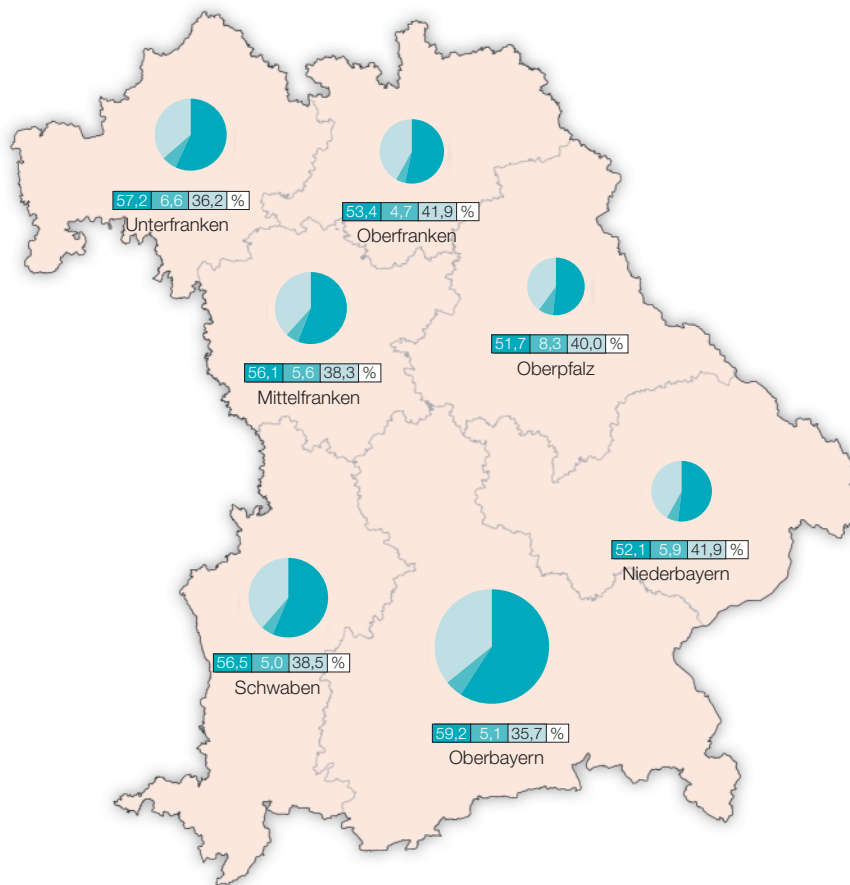 57,2 6,6 36,2 %
Unterfranken
53,4 4,7 41,9 %
Oberfranken
56,1 5,6 38,3 %
Mittelfranken
51,7 8,3 40,0 %
Oberpfalz
52,1 5,9 41,9 %
Niederbayern
56,5 5,0 38,5 %
Schwaben
59,2 5,1 35,7 %
Oberbayern